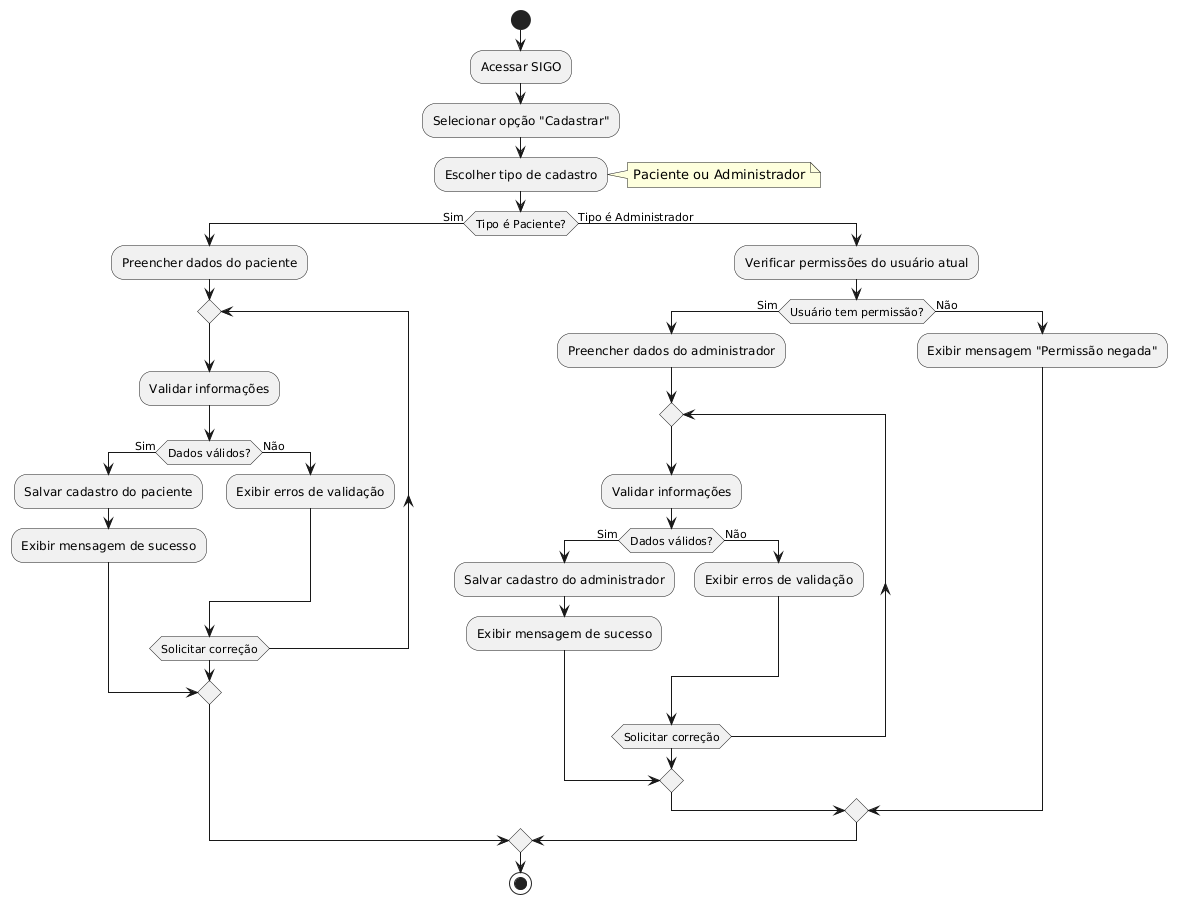 Acessar SIGO
Selecionar opção "Cadastrar"
Escolher tipo de cadastro
Paciente ou Administrador
Sim
Tipo é Paciente?
Tipo é Administrador
Preencher dados do paciente
Validar informações
Sim
Dados válidos?
Não
Salvar cadastro do paciente
Exibir erros de validação
Exibir mensagem de sucesso
Solicitar correção
Verificar permissões do usuário atual
Sim
Usuário tem permissão?
Não
Preencher dados do administrador
Exibir mensagem "Permissão negada"
Validar informações
Sim
Dados válidos?
Não
Salvar cadastro do administrador
Exibir erros de validação
Exibir mensagem de sucesso
Solicitar correção